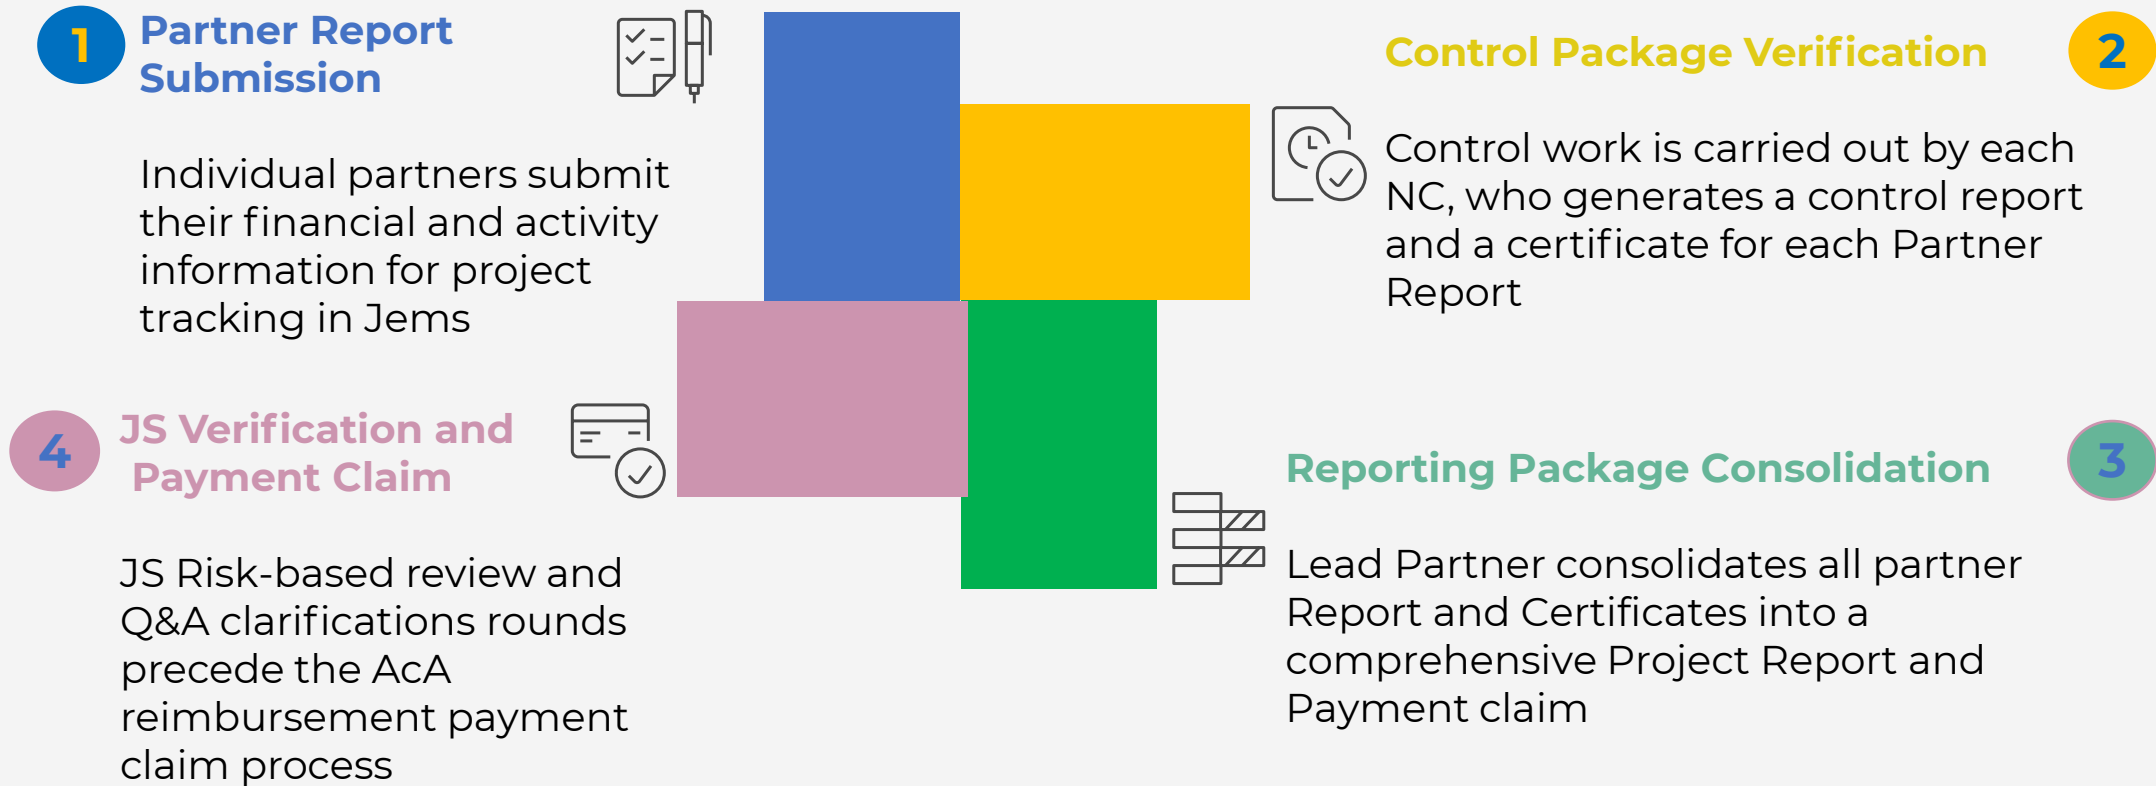 1
Partner Report
Submission
Individual partners submit
their financial and activity
information for project
tracking in Jems
Control Package Verification
2
Control work is carried out by each
NC, who generates a control report
and a certificate for each Partner
Report
Reporting Package Consolidation
3
Lead Partner consolidates all partner
Report and Certificates into a
comprehensive Project Report and
Payment claim
4
JS Verification and
Payment Claim
JS Risk-based review and
Q&A clarifications rounds
precede the AcA
reimbursement payment
claim process